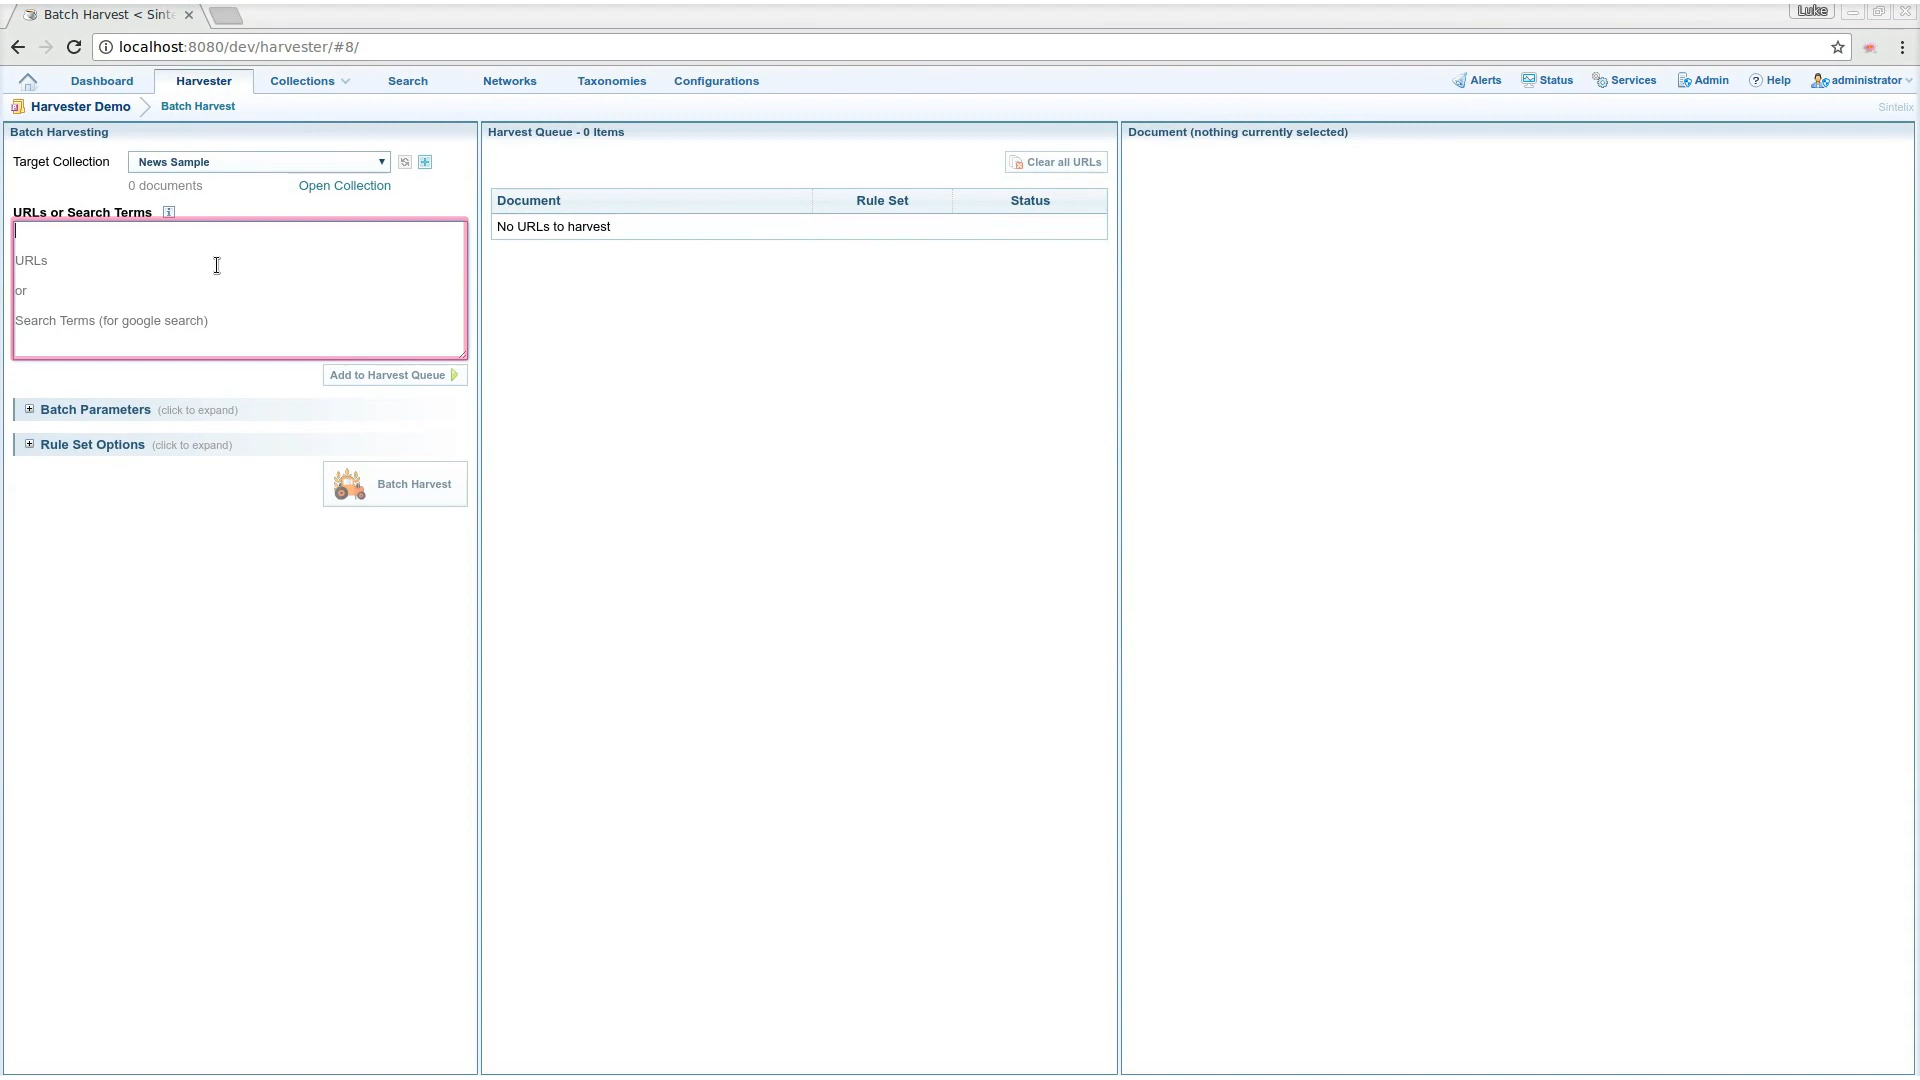 Batch Harvest < Sint
Luke
localhost:8080/dev/harvester/#8/
Dashboard Harvester Collections Search Networks Taxonomies Configurations Alerts Status Services Admin Help administrator
Harvester Demo Batch Harvest Sintelix
Batch Harvesting
Target Collection News Sample
0 documents Open Collection
URLs or Search Terms
URLs
or
Search Terms (for google search)
Add to Harvest Queue
Batch Parameters (click to expand)
Rule Set Options (click to expand)
Batch Harvest
Harvest Queue - 0 Items
Clear all URLs
Document Rule Set Status
No URLs to harvest
Document (nothing currently selected)